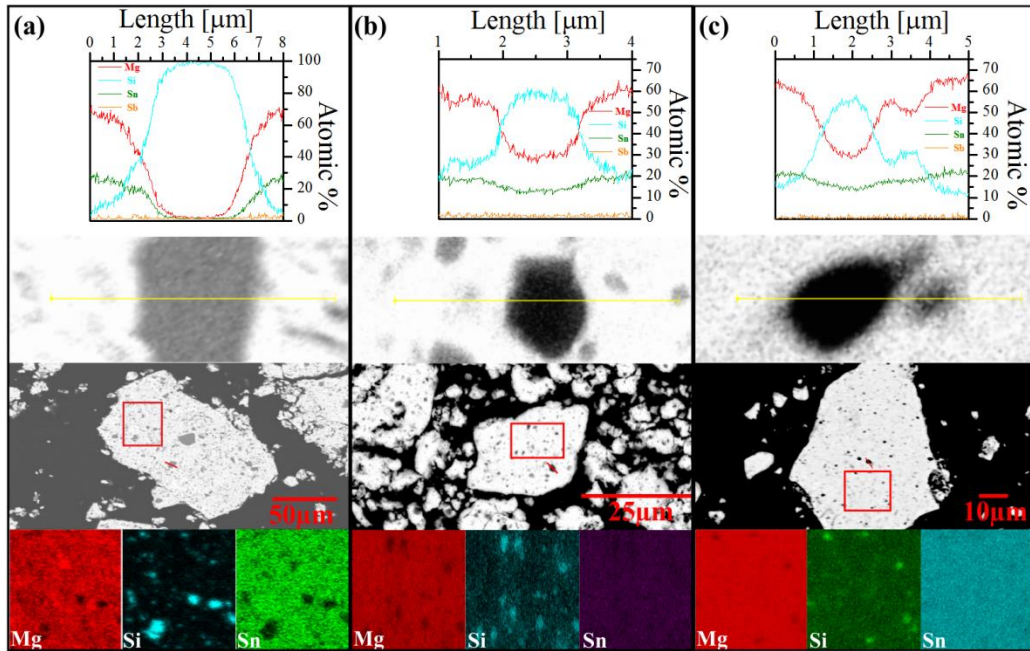 (a)
Length [μm]
0 1 2 3 4 5 6 7 8
Mg
Si
Sn
Sb
100
80
60
40
20
0
Atomic %
50μm
Mg
Si
Sn
(b)
Length [μm]
1 2 3 4
Mg
Si
Sn
Sb
70
60
50
40
30
20
10
0
Atomic %
25μm
Mg
Si
Sn
(c)
Length [μm]
0 1 2 3 4 5
Mg
Si
Sn
Sb
70
60
50
40
30
20
10
0
Atomic %
10μm
Mg
Si
Sn